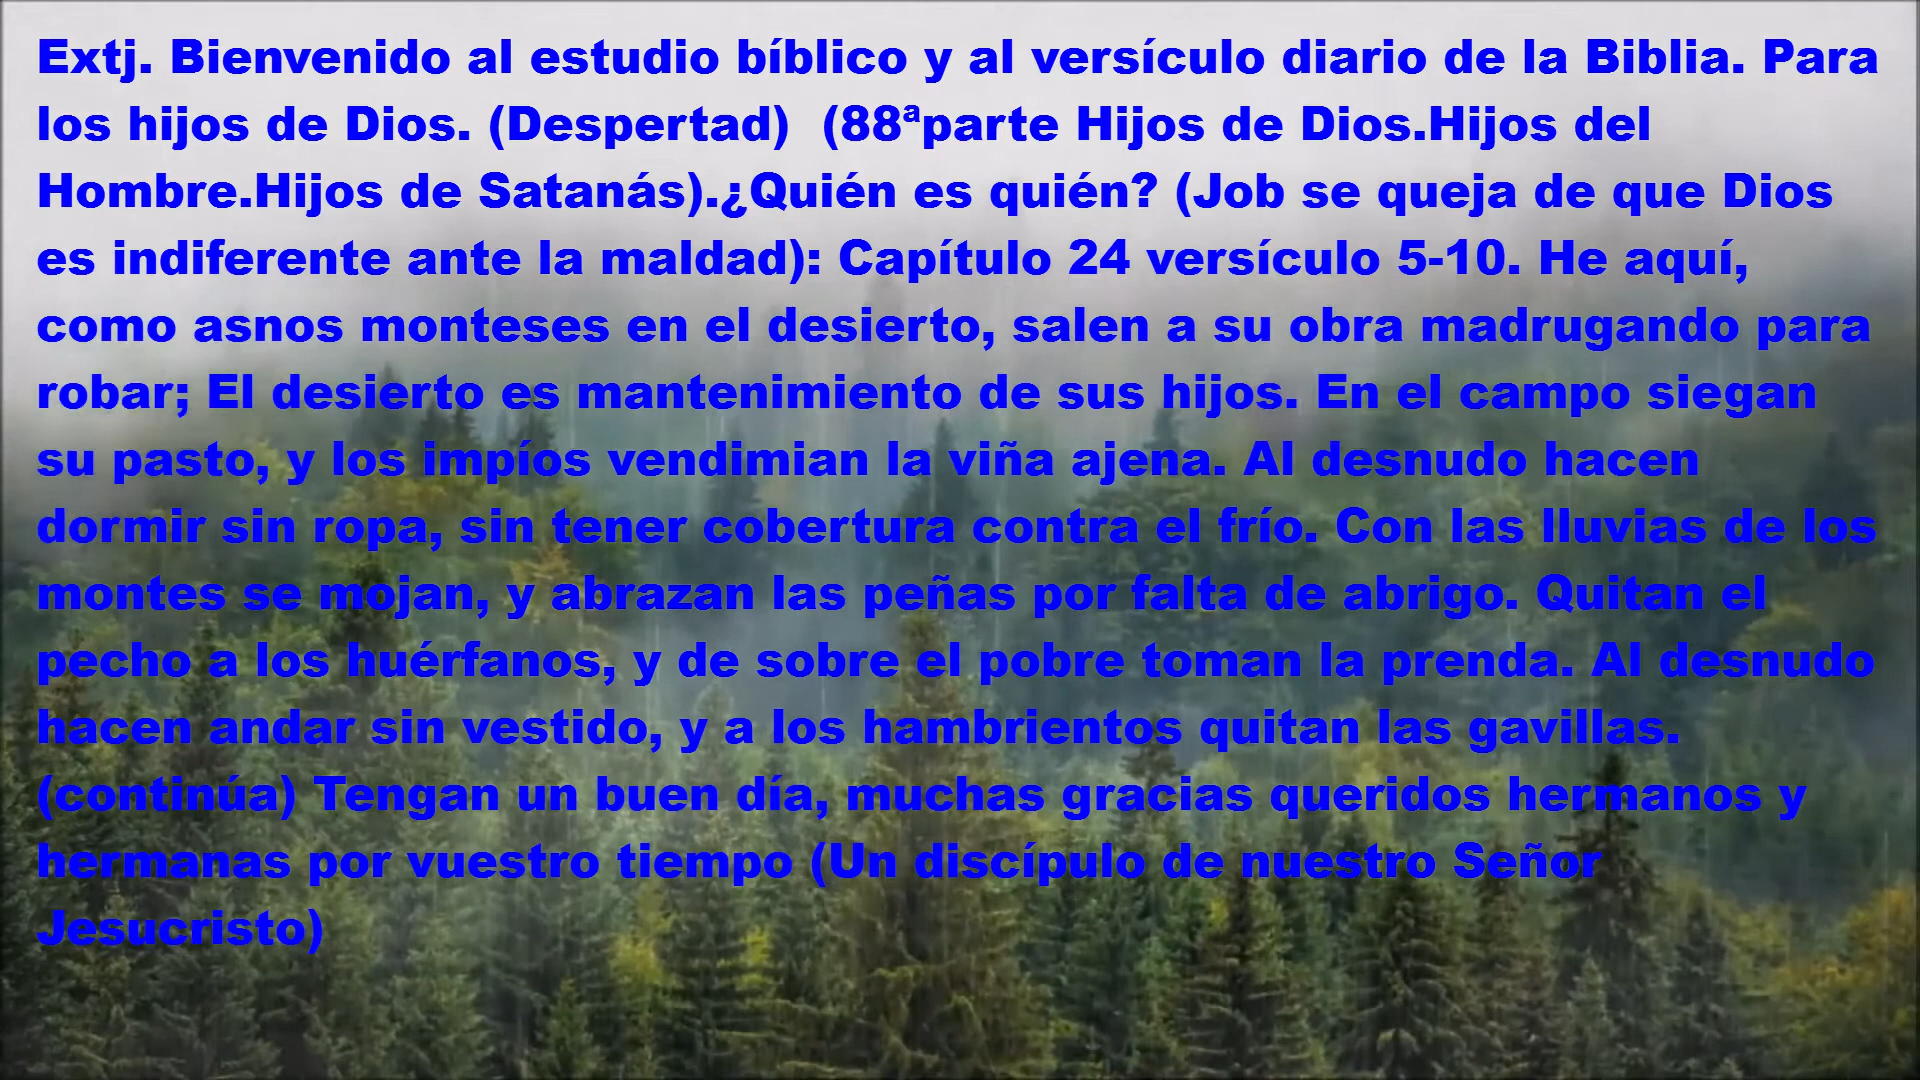 Extj. Bienvenido al estudio bíblico y al versículo diario de la Biblia. Para
los hijos de Dios. (Despertad)  (88ªparte Hijos de Dios.Hijos del
Hombre.Hijos de Satanás).¿Quién es quién? (Job se queja de que Dios
es indiferente ante la maldad): Capítulo 24 versículo 5-10. He aquí,
como asnos monteses en el desierto, salen a su obra madrugando para
robar; El desierto es mantenimiento de sus hijos. En el campo siegan
su pasto, y los impíos vendimian la viña ajena. Al desnudo hacen
dormir sin ropa, sin tener cobertura contra el frío. Con las lluvias de los
montes se mojan, y abrazan las peñas por falta de abrigo. Quitan el
pecho a los huérfanos, y de sobre el pobre toman la prenda. Al desnudo
hacen andar sin vestido, y a los hambrientos quitan las gavillas.
(continúa) Tengan un buen día, muchas gracias queridos hermanos y
hermanas por vuestro tiempo (Un discípulo de nuestro Señor
Jesucristo)